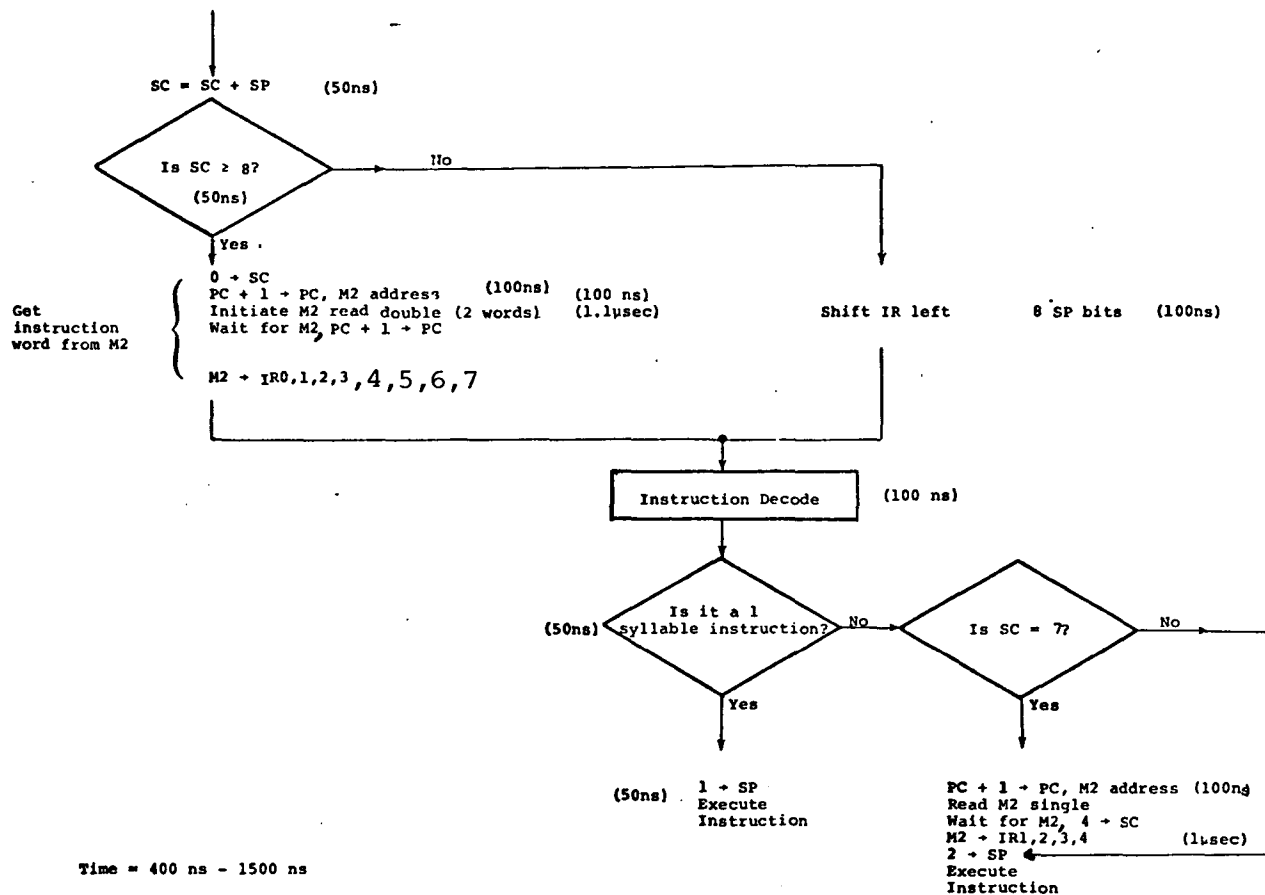 SC = SC + SP (50ns)
Is SC ≥ 8?
(50ns)
No
Yes
Get
instruction
word from M2
0 → SC
PC + 1 → PC, M2 address (100ns) (100 ns)
Initiate M2 read double (2 words) (1.1μsec)
Wait for M2, PC + 1 → PC
M2 → IR0,1,2,3,4,5,6,7
Shift IR left 8 SP bits (100ns)
Instruction Decode (100 ns)
(50ns)
Is it a 1
syllable instruction?
No
Is SC = 7?
No
Yes
Yes
(50ns) 1 → SP
Execute
Instruction
PC + 1 → PC, M2 address (100ns)
Read M2 single
Wait for M2, 4 → SC
M2 → IR1,2,3,4 (1μsec)
2 → SP
Execute
Instruction
Time = 400 ns - 1500 ns